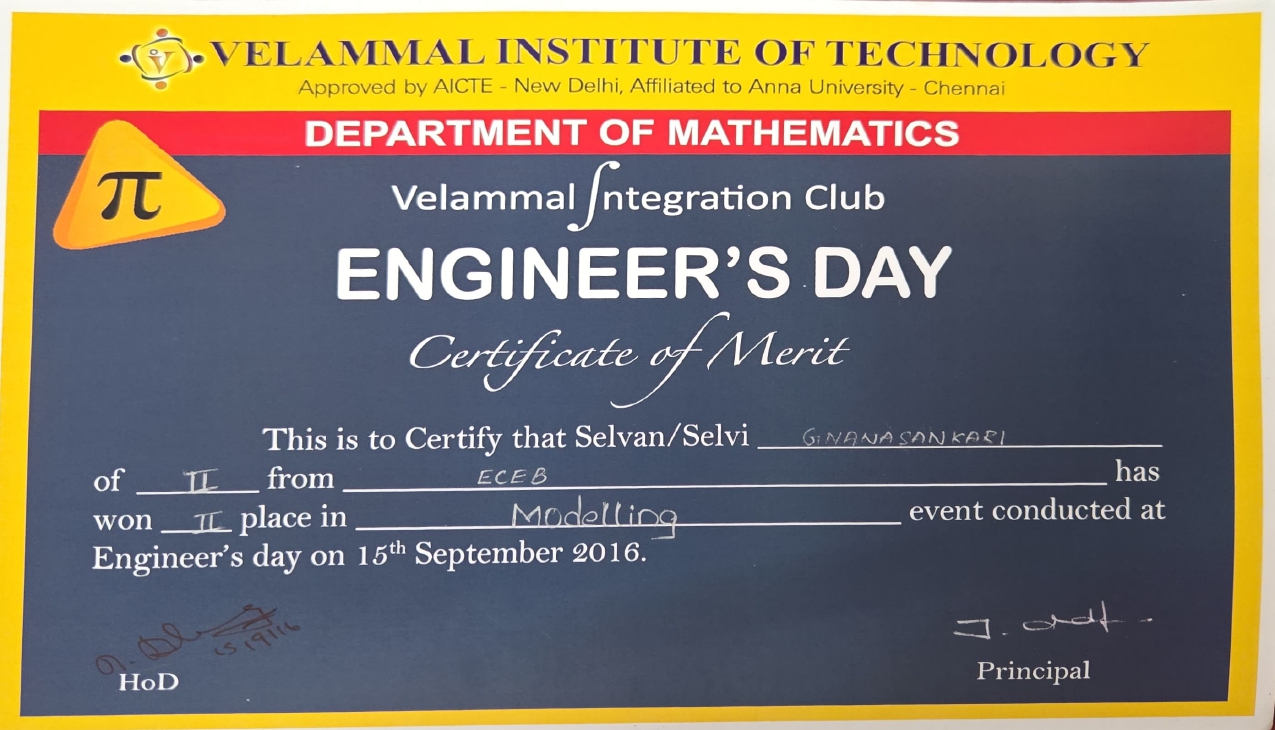 VELAMMAL INSTITUTE OF TECHNOLOGY
Approved by AICTE - New Delhi, Affiliated to Anna University - Chennai
DEPARTMENT OF MATHEMATICS
π
Velammal ∫ntegration Club
ENGINEER'S DAY
Certificate of Merit
This is to Certify that Selvan/Selvi GNANASANKARI
of II from ECE B has
won II place in Modelling event conducted at
Engineer's day on 15th September 2016.
15/9/16
HoD
Principal